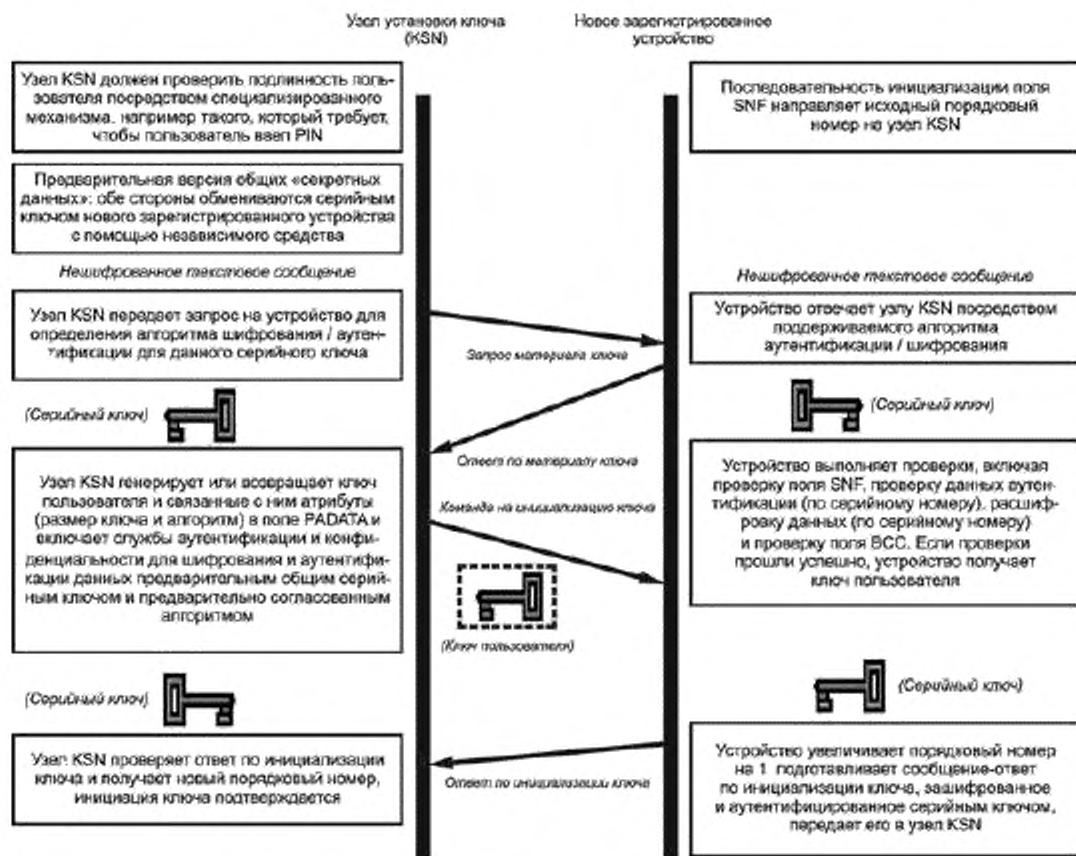 Узел установки ключа
(KSN)
Новое зарегистрированное
устройство
Узел KSN должен проверить подлинность поль-
зователя посредством специализированного
механизма, например такого, который требует,
чтобы пользователь ввел PIN
Последовательность инициализации поля
SNF направляет исходный порядковый
номер на узел KSN
Предварительная версия общих «секретных
данных»: обе стороны обмениваются серийным
ключом нового зарегистрированного устройства
с помощью независимого средства
Нешифрованное текстовое сообщение
Нешифрованное текстовое сообщение
Узел KSN передает запрос на устройство для
определения алгоритма шифрования / аутен-
тификации для данного серийного ключа
Запрос материала ключа
Устройство отвечает узлу KSN посредством
поддерживаемого алгоритма
аутентификации / шифрования
(Серийный ключ)
(Серийный ключ)
Ответ по материалу ключа
Узел KSN генерирует или возвращает ключ
пользователя и связанные с ним атрибуты
(размер ключа и алгоритм) в поле PADATA и
включает службы аутентификации и конфи-
денциальности для шифрования и аутентифи-
кации данных предварительным общим серий-
ным ключом и предварительно согласованным
алгоритмом
Команда на инициализацию ключа
(Ключ пользователя)
Устройство выполняет проверки, включая
проверку поля SNF, проверку данных аутен-
тификации (по серийному номеру), расшиф-
ровку данных (по серийному номеру)
и проверку поля BCC. Если проверки
прошли успешно, устройство получает
ключ пользователя
(Серийный ключ)
(Серийный ключ)
Узел KSN проверяет ответ по инициализации
ключа и получает новый порядковый номер,
инициация ключа подтверждается
Ответ по инициализации ключа
Устройство увеличивает порядковый номер
на 1 подготавливает сообщение-ответ
по инициализации ключа, зашифрованное
и аутентифицированное серийным ключом,
передает его в узел KSN